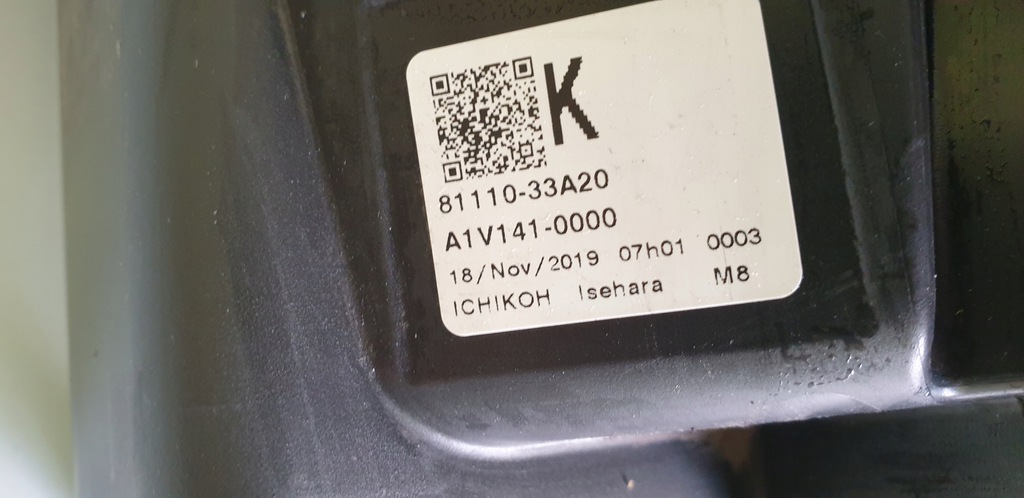 K
81110-33A20
A1V141-0000
18/Nov/2019 07h01 0003
ICHIKOH Isehara M8